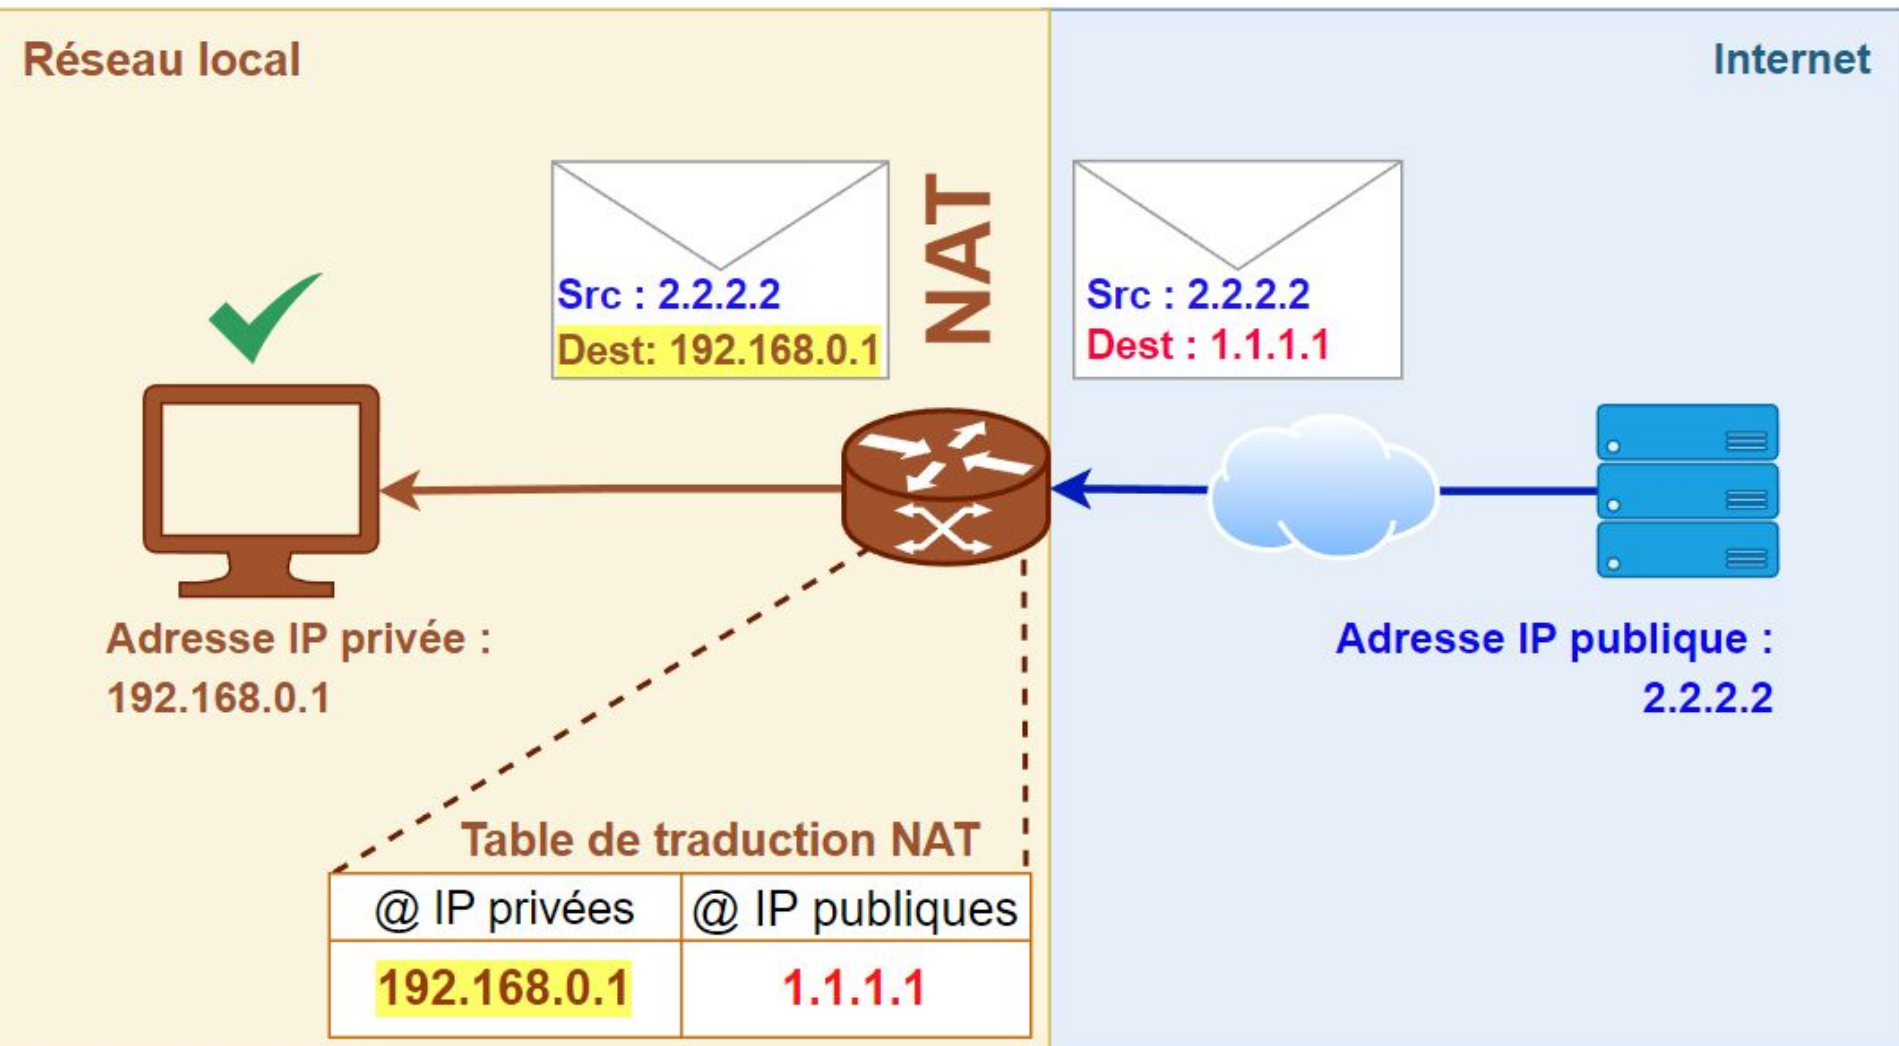 Réseau local
Internet
NAT
Src : 2.2.2.2
Dest: 192.168.0.1
Src : 2.2.2.2
Dest : 1.1.1.1
Adresse IP privée :
192.168.0.1
Adresse IP publique :
2.2.2.2
Table de traduction NAT
@ IP privées
@ IP publiques
192.168.0.1
1.1.1.1